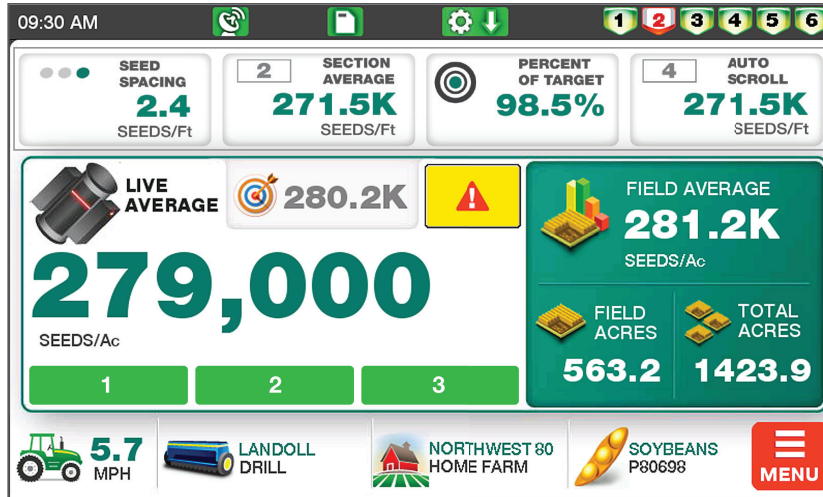 09:30 AM
1 2 3 4 5 6
SEED
SPACING
2.4
SEEDS/Ft
2
SECTION
AVERAGE
271.5K
SEEDS/Ft
PERCENT
OF TARGET
98.5%
4
AUTO
SCROLL
271.5K
SEEDS/Ft
LIVE
AVERAGE
280.2K
279,000
SEEDS/Ac
1 2 3
FIELD AVERAGE
281.2K
SEEDS/Ac
FIELD
ACRES
563.2
TOTAL
ACRES
1423.9
5.7
MPH
LANDOLL
DRILL
NORTHWEST 80
HOME FARM
SOYBEANS
P80698
MENU